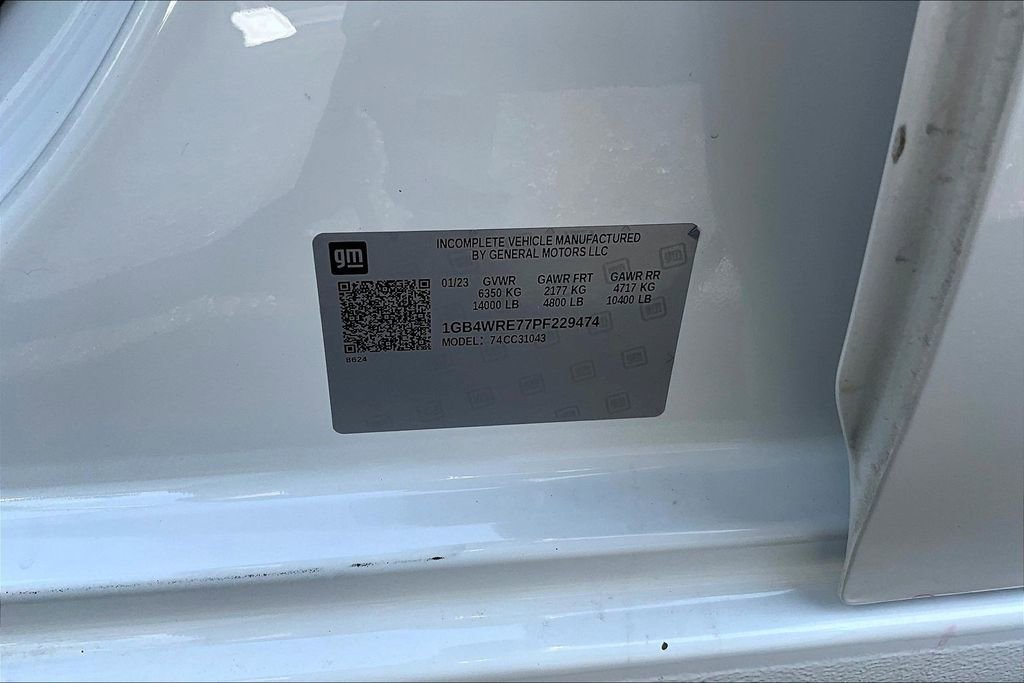 gm
INCOMPLETE VEHICLE MANUFACTURED
BY GENERAL MOTORS LLC
01/23 GVWR GAWR FRT GAWR RR
6350 KG 2177 KG 4717 KG
14000 LB 4800 LB 10400 LB
1GB4WRE77PF229474
MODEL: 74CC31043
B624